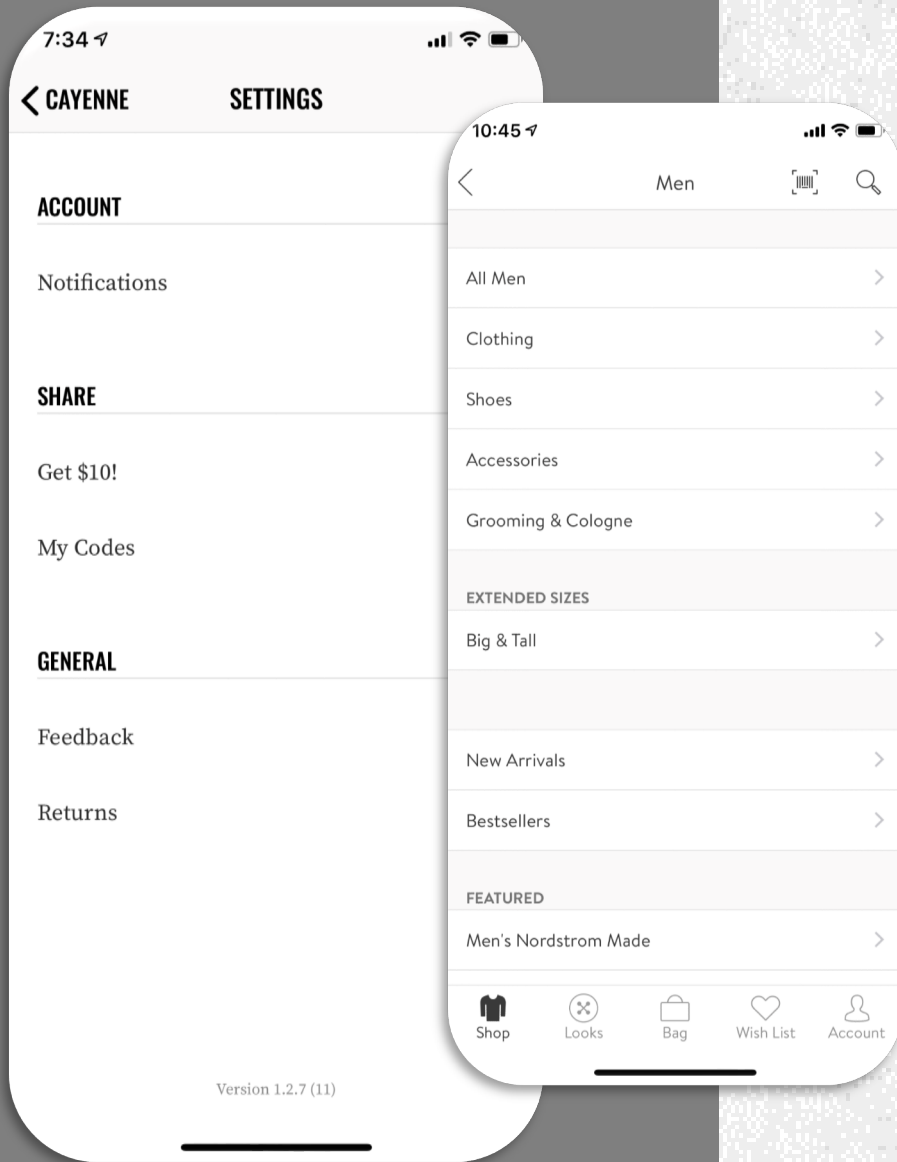 7:34
CAYENNE
SETTINGS
ACCOUNT
Notifications
SHARE
Get $10!
My Codes
GENERAL
Feedback
Returns
Version 1.2.7 (11)
10:45
Men
All Men
Clothing
Shoes
Accessories
Grooming & Cologne
EXTENDED SIZES
Big & Tall
New Arrivals
Bestsellers
FEATURED
Men's Nordstrom Made
Shop
Looks
Bag
Wish List
Account